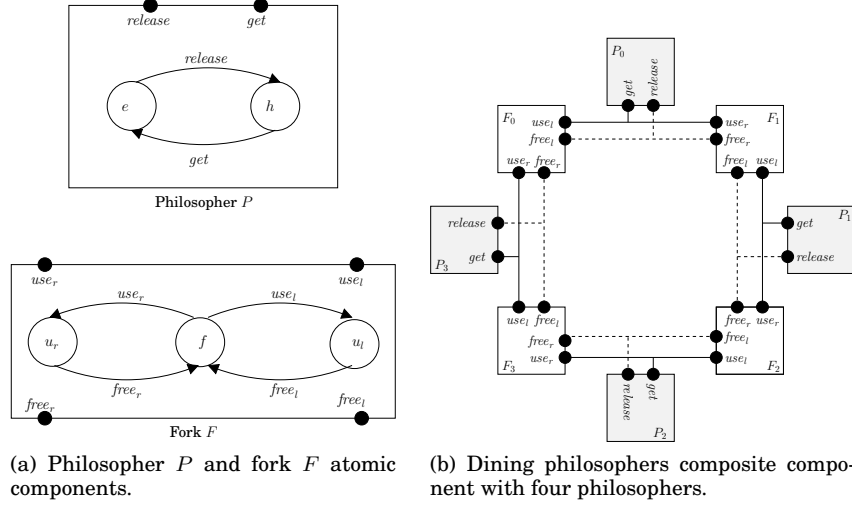 release get
release
e h
get
Philosopher P
use_r use_l
use_r use_l
u_r f u_l
free_r free_l
free_r free_l
Fork F
(a) Philosopher P and fork F atomic
components.
P_0
get release
F_0 use_l use_r F_1
free_l free_r
use_r free_r free_l use_l
release P_1
get
get release
P_3
use_l free_l free_r use_r
free_r free_l
F_3 use_r use_l F_2
release get
P_2
(b) Dining philosophers composite compo-
nent with four philosophers.